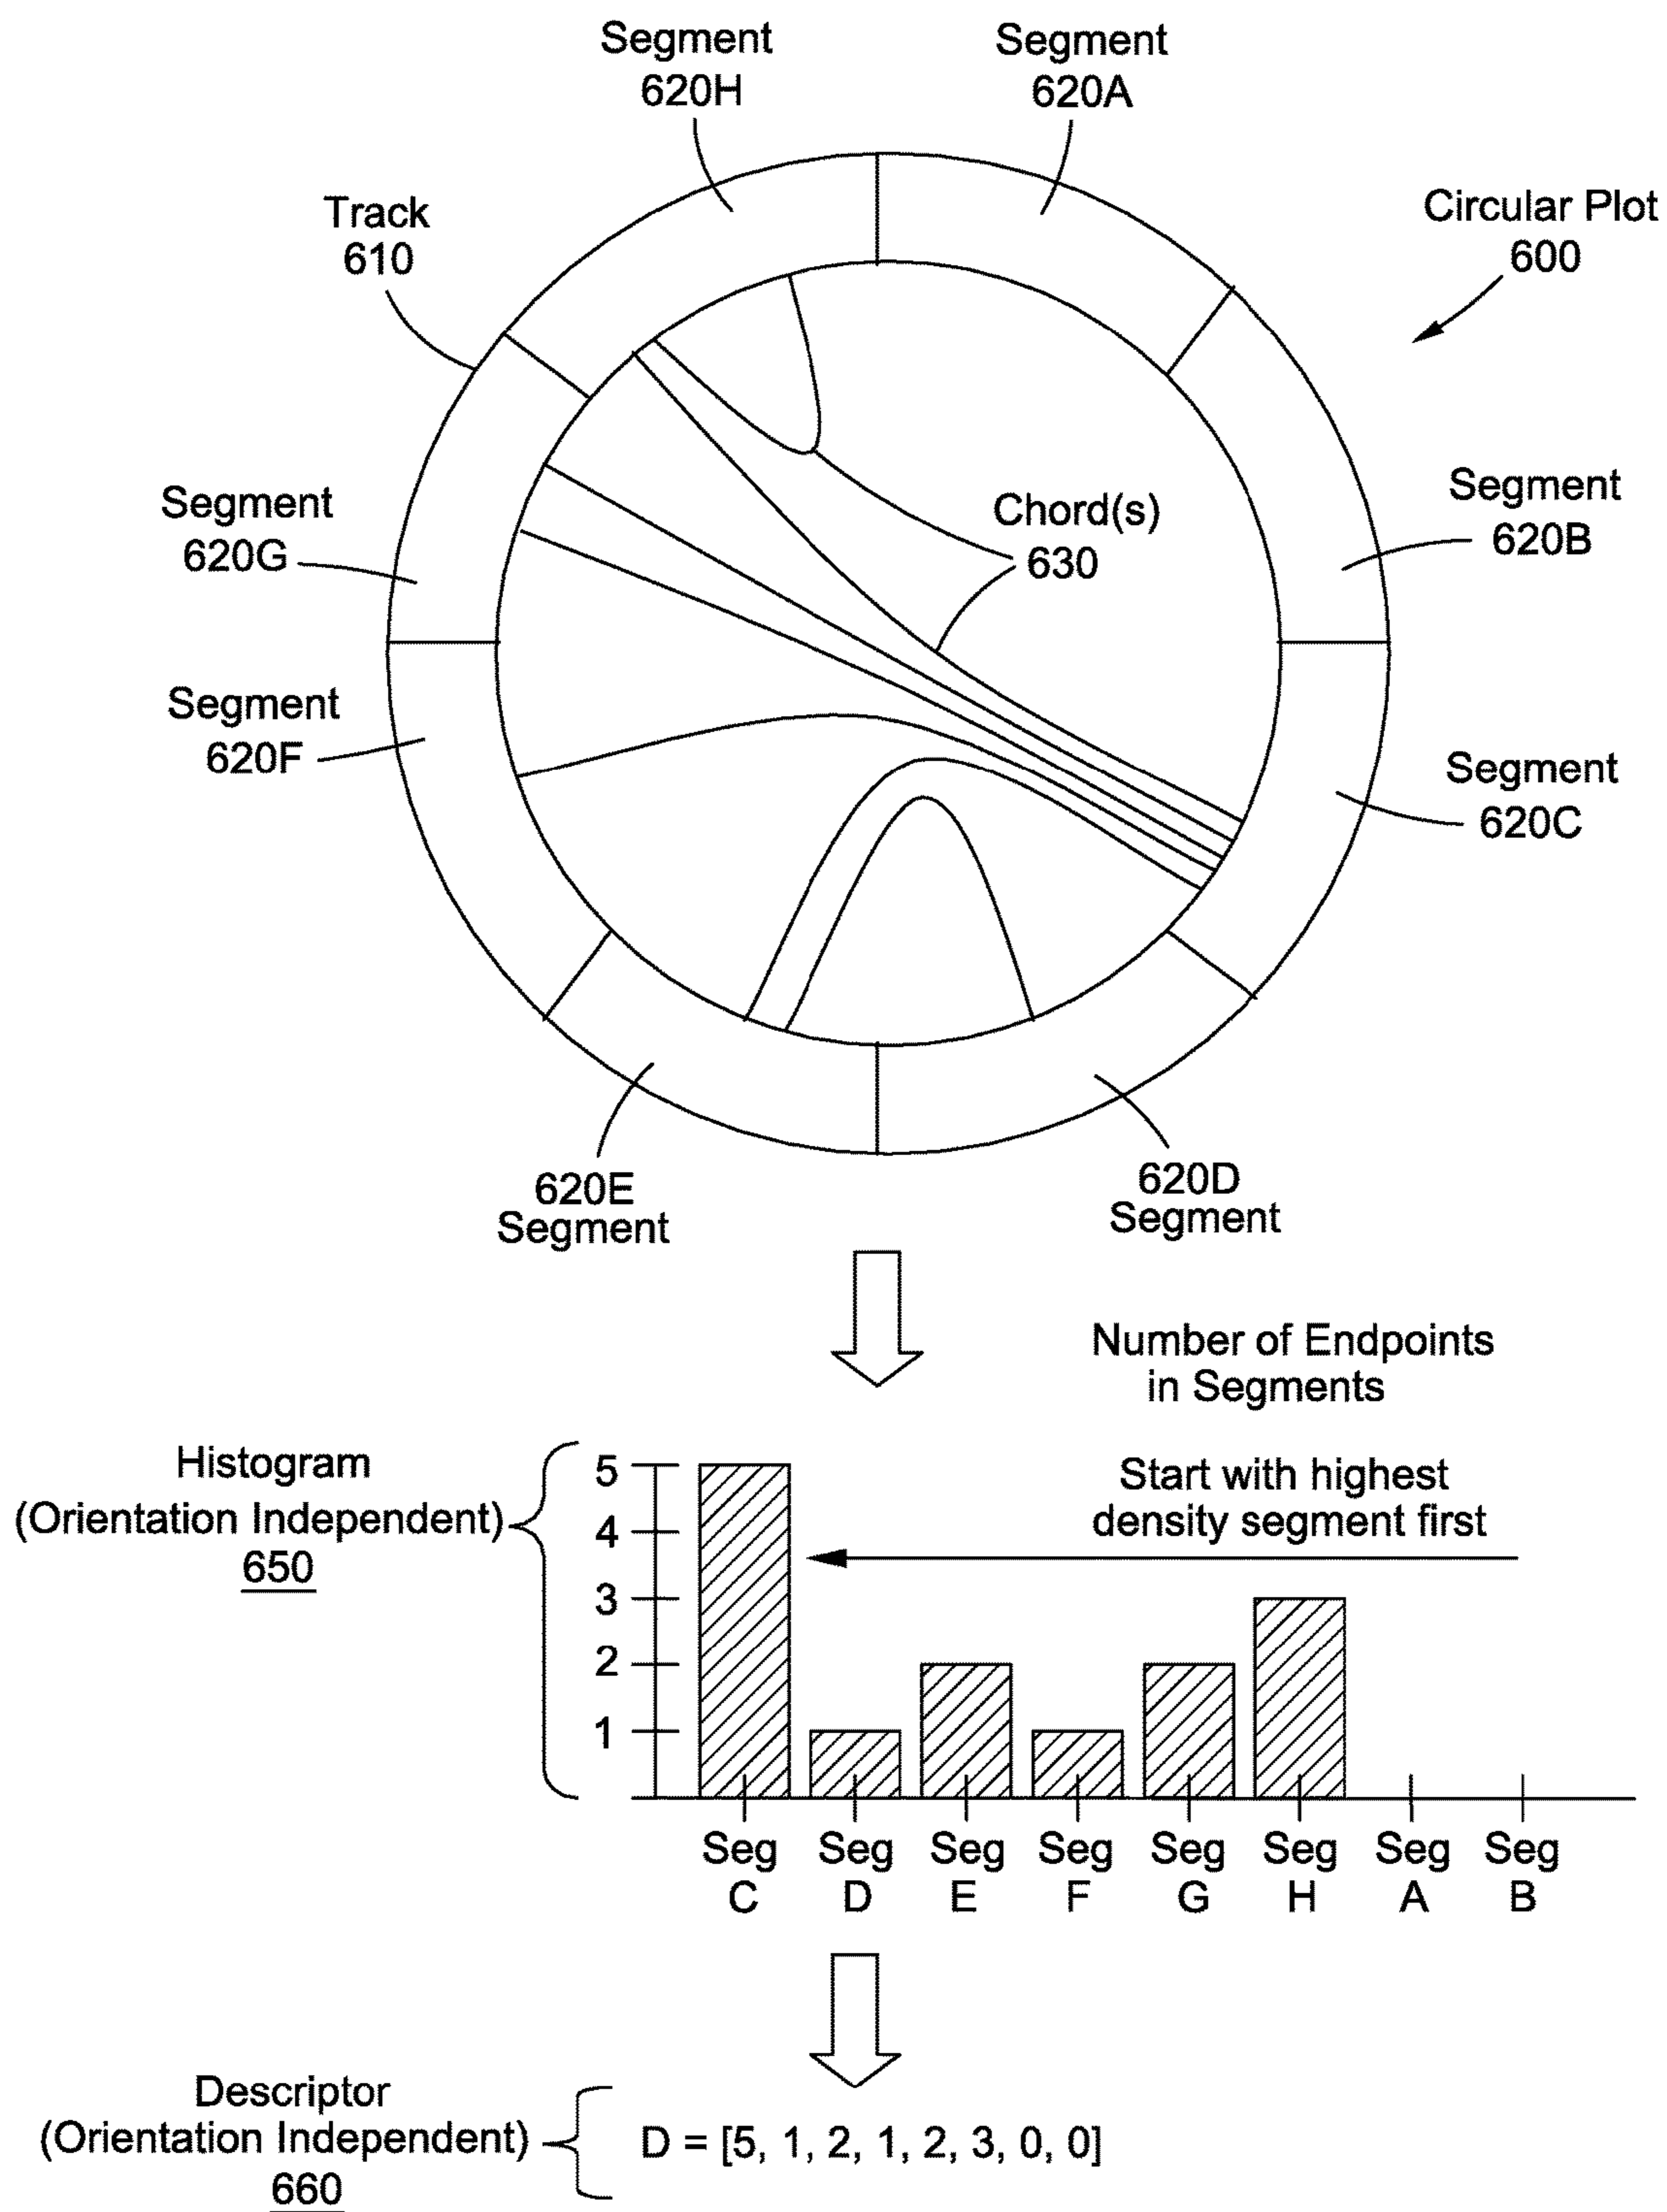 Segment
620H
Segment
620A
Track
610
Circular Plot
600
Segment
620G
Chord(s)
630
Segment
620B
Segment
620F
Segment
620C
620E
Segment
620D
Segment
Number of Endpoints
in Segments
Histogram
(Orientation Independent)
650
5
4
3
2
1
Start with highest
density segment first
Seg Seg Seg Seg Seg Seg Seg Seg
C D E F G H A B
Descriptor
(Orientation Independent)
660
D = [5, 1, 2, 1, 2, 3, 0, 0]